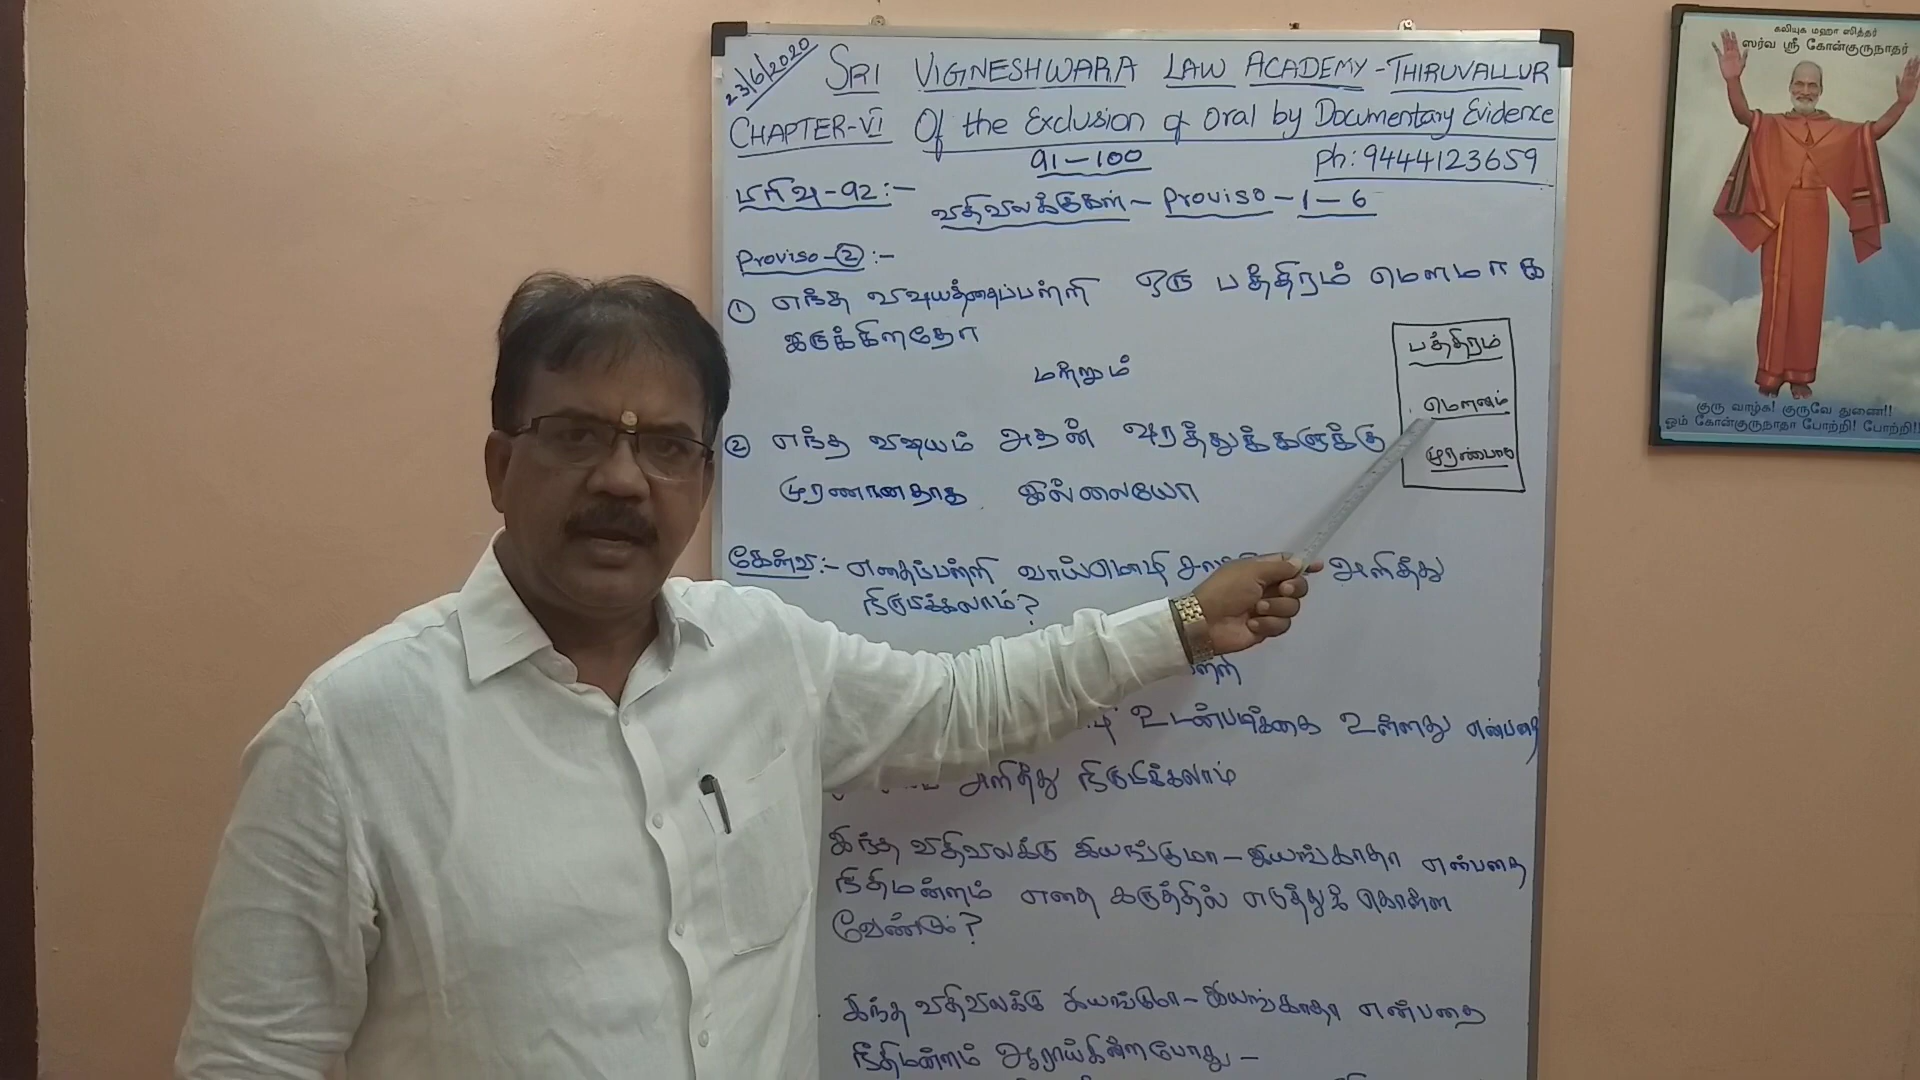 23/6/2020
SRI VIGNESHWARA LAW ACADEMY - THIRUVALLUR
CHAPTER-VI Of the Exclusion of Oral by Documentary Evidence
91-100
Ph: 9444123659
பிரிவு-92:-
விதிவிலக்குகள் - Proviso - 1-6
Proviso-②:-
① எந்த விஷயத்தைப்பற்றி ஒரு பத்திரம் மௌனமாக
இருக்கிறதோ
மற்றும்
② எந்த விஷயம் அதன் ஷரத்துக்களுக்கு
முரணானதாக இல்லையோ
பத்திரம்
மௌனம்
முரண்பாடு
கேள்வி:- எதைப்பற்றி வாய்மொழி அளித்து
நிரூபிக்கலாம்?
உடன்படிக்கை உள்ளது என்பதை
அளித்து நிரூபிக்கலாம்
இந்த விதிவிலக்கு இயங்குமா - இயங்காதா என்பதை
நீதிமன்றம் எதை கருத்தில் எடுத்துக் கொள்ள
வேண்டும்?
இந்த விதிவிலக்கு இயங்குமா - இயங்காதா என்பதை
நீதிமன்றம் ஆராய்கின்றபோது -
கலியுக மஹா ஸித்தர்
ஸர்வ ஸ்ரீ கோன்குருநாதர்
குரு வாழ்க! குருவே துணை!!
ஓம் கோன்குருநாதா போற்றி! போற்றி!!